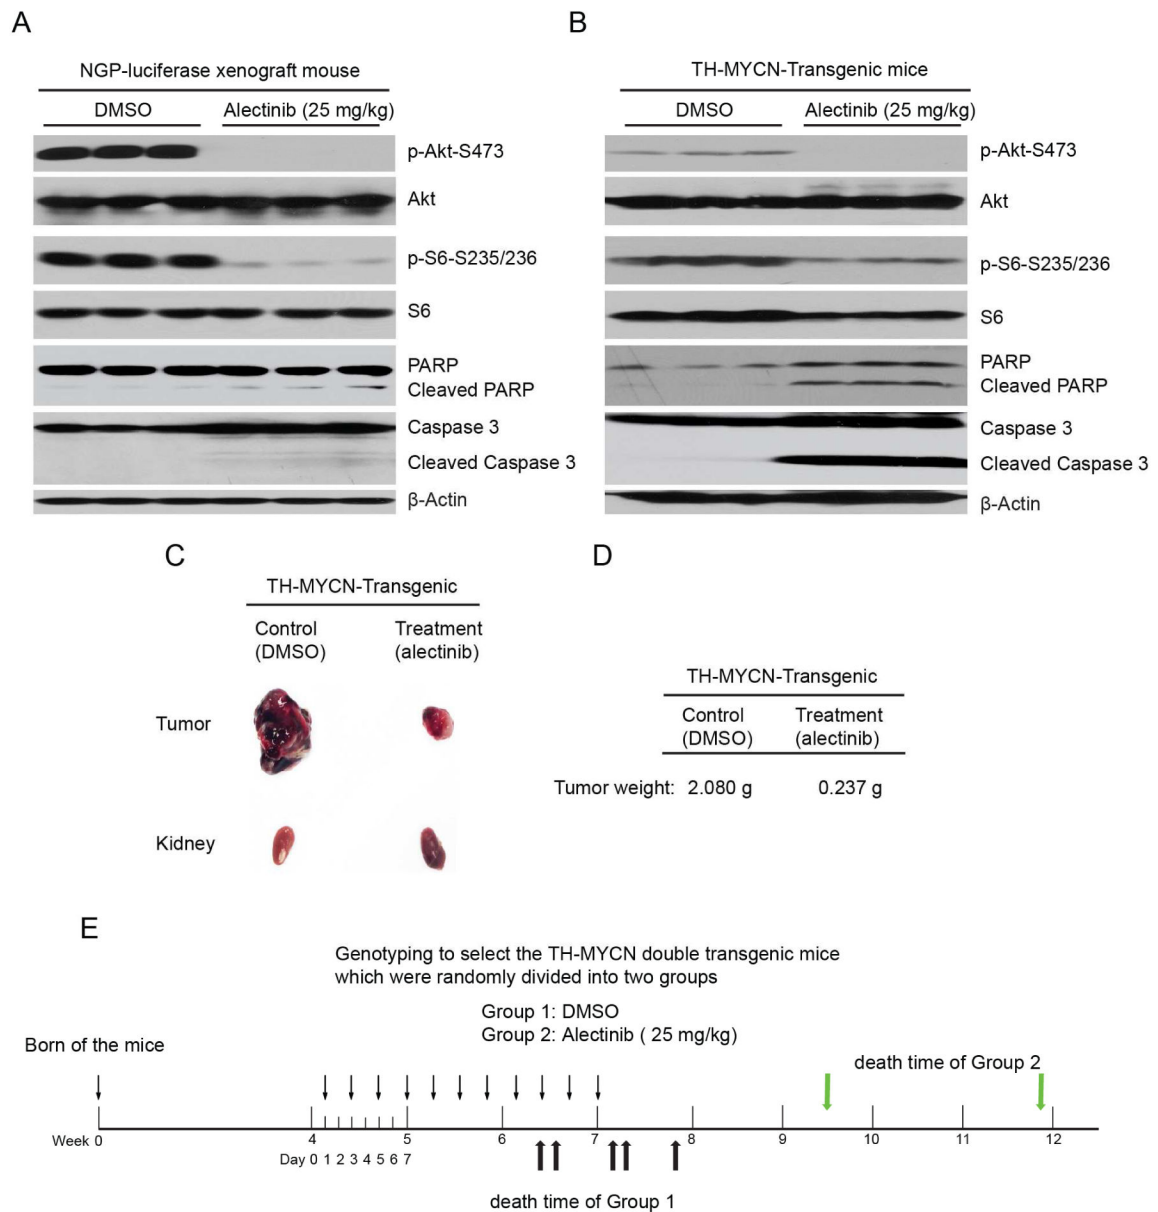 A
NGP-luciferase xenograft mouse
DMSO Alectinib (25 mg/kg)
p-Akt-S473
Akt
p-S6-S235/236
S6
PARP
Cleaved PARP
Caspase 3
Cleaved Caspase 3
β-Actin
B
TH-MYCN-Transgenic mice
DMSO Alectinib (25 mg/kg)
p-Akt-S473
Akt
p-S6-S235/236
S6
PARP
Cleaved PARP
Caspase 3
Cleaved Caspase 3
β-Actin
C
TH-MYCN-Transgenic
Control Treatment
(DMSO) (alectinib)
Tumor
Kidney
D
TH-MYCN-Transgenic
Control Treatment
(DMSO) (alectinib)
Tumor weight: 2.080 g 0.237 g
E
Genotyping to select the TH-MYCN double transgenic mice
which were randomly divided into two groups
Group 1: DMSO
Group 2: Alectinib ( 25 mg/kg)
Born of the mice
death time of Group 2
Week 0 4 5 6 7 8 9 10 11 12
Day 0 1 2 3 4 5 6 7
death time of Group 1